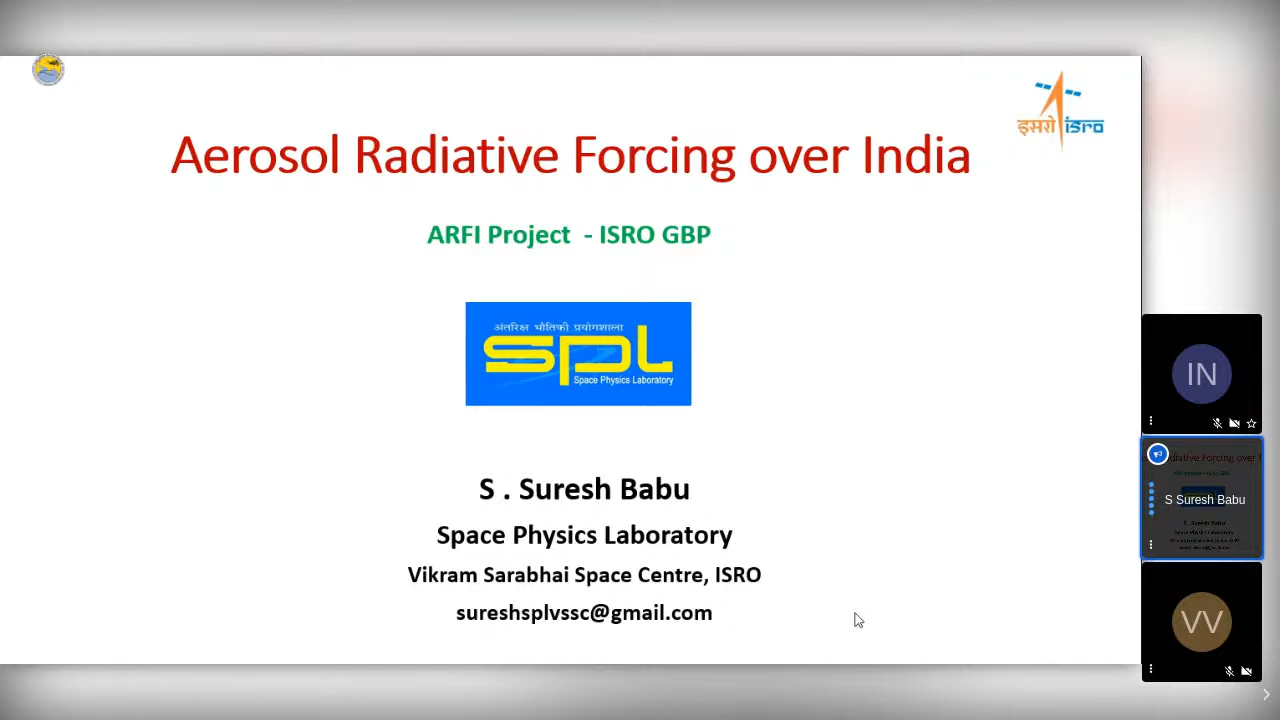 इसरो isro
Aerosol Radiative Forcing over India
ARFI Project - ISRO GBP
अंतरिक्ष भौतिकी प्रयोगशाला
SPL
Space Physics Laboratory
S . Suresh Babu
Space Physics Laboratory
Vikram Sarabhai Space Centre, ISRO
sureshsplvssc@gmail.com
IN
S Suresh Babu
VV